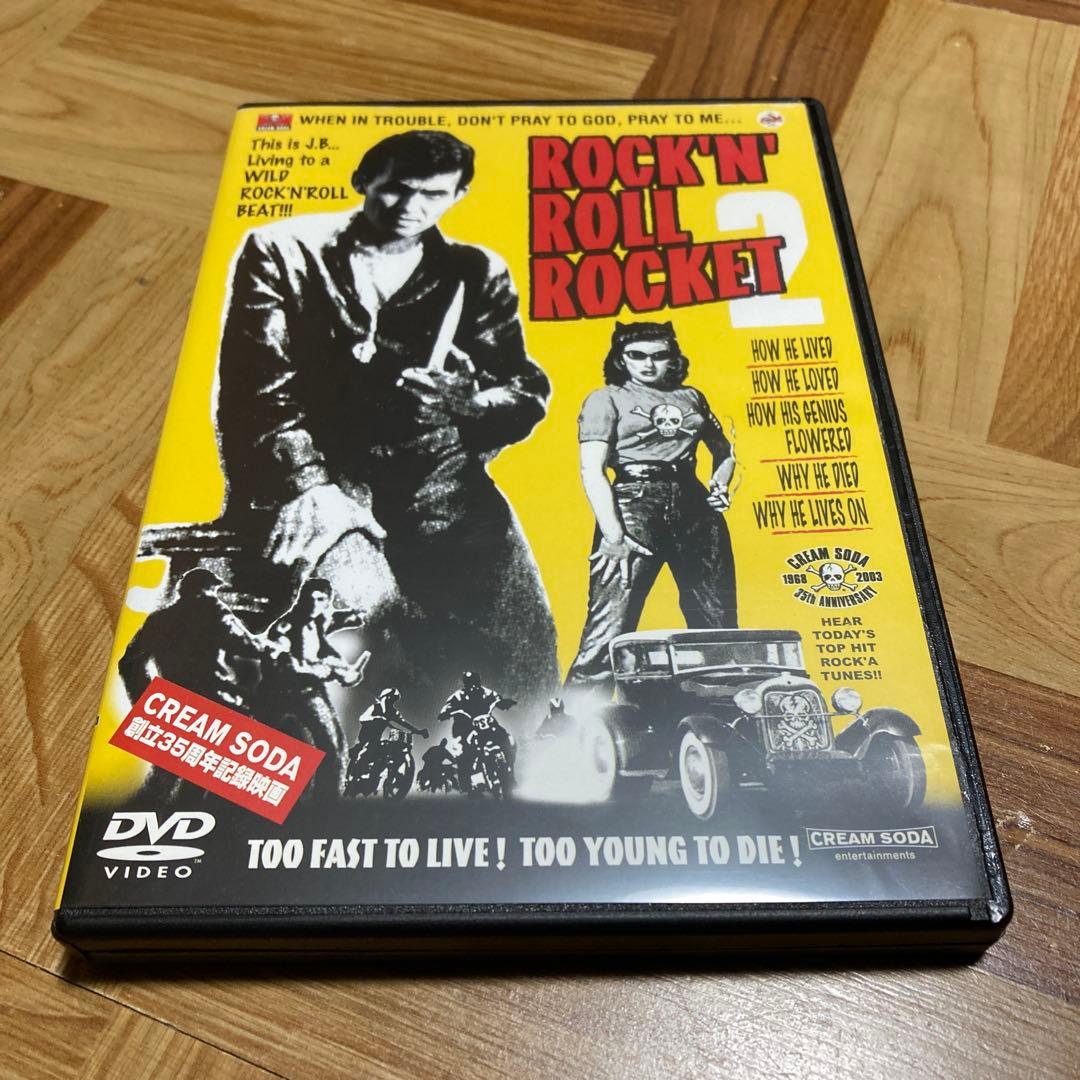 CREAM SODA
WHEN IN TROUBLE, DON'T PRAY TO GOD, PRAY TO ME...
This is J.B...
Living to a
WILD
ROCK'N'ROLL
BEAT!!!
ROCK'N'
ROLL
ROCKET
2
HOW HE LIVED
HOW HE LOVED
HOW HIS GENIUS
FLOWERED
WHY HE DIED
WHY HE LIVES ON
CREAM SODA
1968 2003
35th ANNIVERSARY
HEAR
TODAY'S
TOP HIT
ROCK'A
TUNES!!
CREAM SODA
創立35周年記録映画
DVD
VIDEO
TM
TOO FAST TO LIVE! TOO YOUNG TO DIE!
CREAM SODA
entertainments